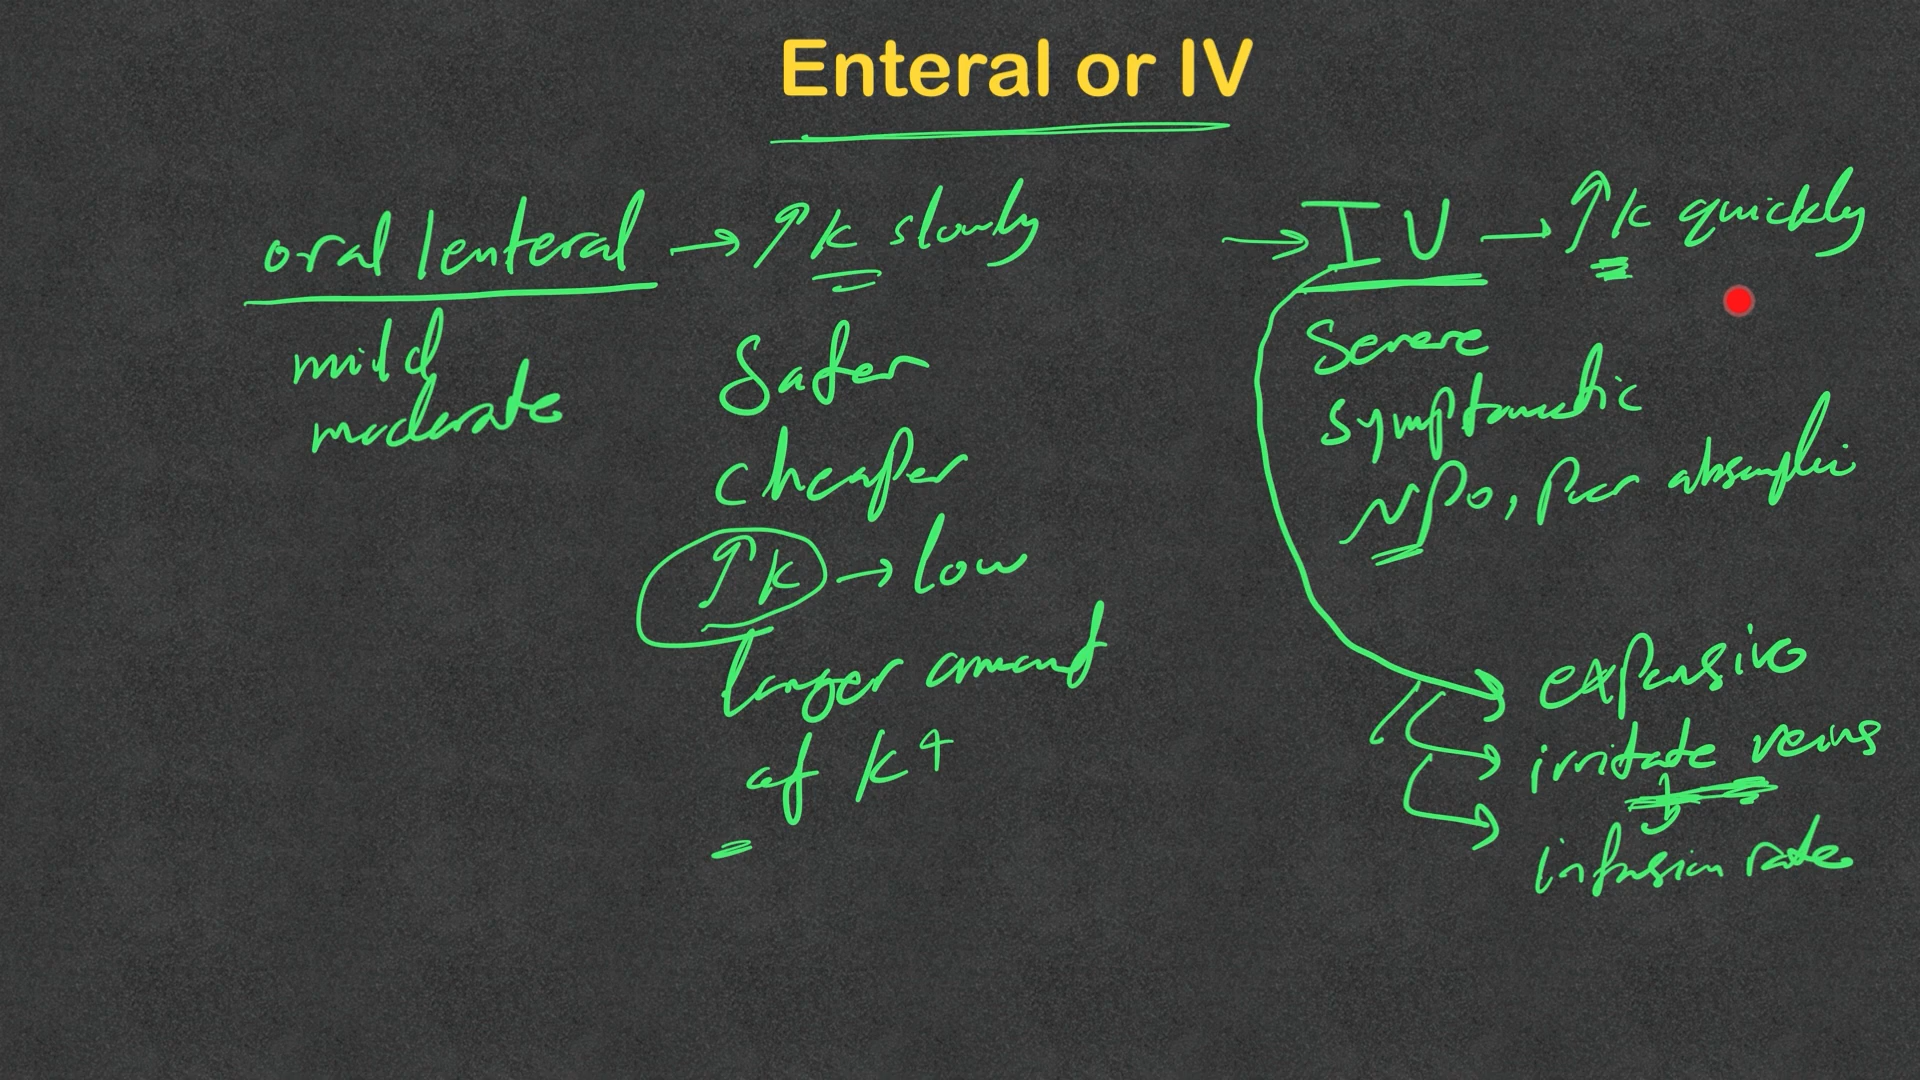 Enteral or IV
oral / enteral → ↑ K slowly
mild
moderate
Safer
cheaper
↑ K → low
larger amount
of K+
→ IV → ↑ K quickly
Severe
symptomatic
NPO, Poor absorption
expensive
irritate veins
infusion rate